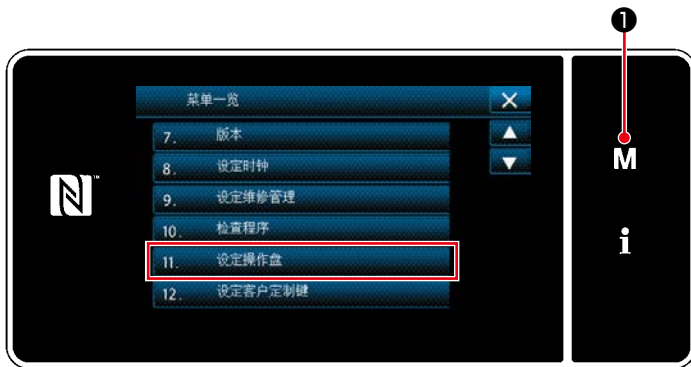 ❶
菜单一览
7. 版本
8. 设定时钟
9. 设定维修管理
10. 检查程序
11. 设定操作盘
12. 设定客户定制键
M
i
N